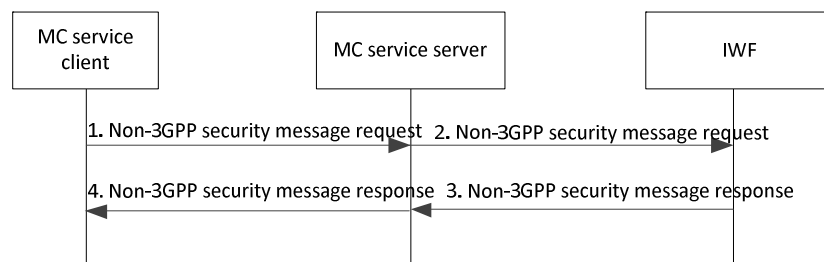 MC service
client
MC service server
IWF
1. Non-3GPP security message request
2. Non-3GPP security message request
4. Non-3GPP security message response
3. Non-3GPP security message response